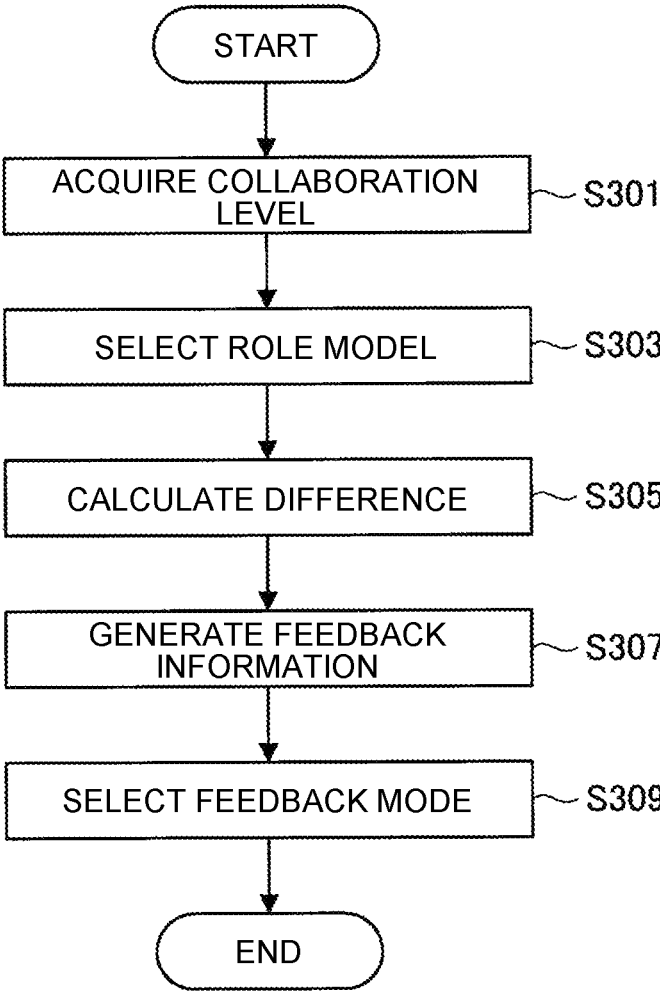 START
ACQUIRE COLLABORATION
LEVEL
S301
SELECT ROLE MODEL
S303
CALCULATE DIFFERENCE
S305
GENERATE FEEDBACK
INFORMATION
S307
SELECT FEEDBACK MODE
S309
END